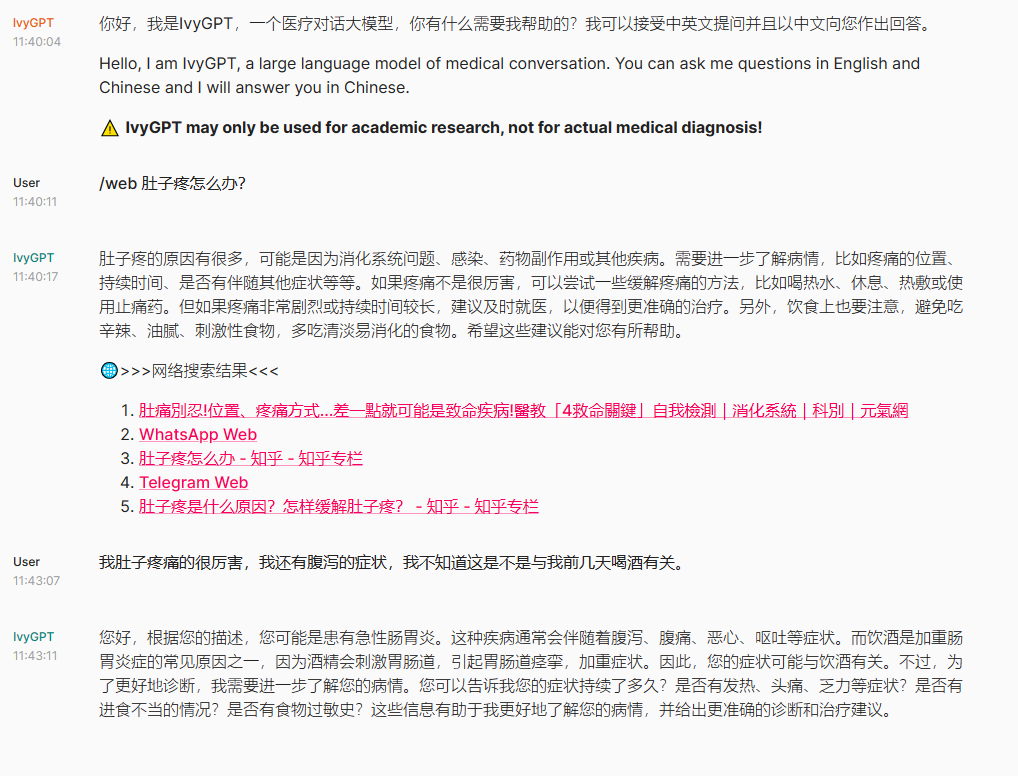 IvyGPT
11:40:04
你好，我是IvyGPT，一个医疗对话大模型，你有什么需要我帮助的？我可以接受中英文提问并且以中文向您作出回答。
Hello, I am IvyGPT, a large language model of medical conversation. You can ask me questions in English and
Chinese and I will answer you in Chinese.
⚠️ IvyGPT may only be used for academic research, not for actual medical diagnosis!
User
11:40:11
/web 肚子疼怎么办？
IvyGPT
11:40:17
肚子疼的原因有很多，可能是因为消化系统问题、感染、药物副作用或其他疾病。需要进一步了解病情，比如疼痛的位置、
持续时间、是否有伴随其他症状等等。如果疼痛不是很厉害，可以尝试一些缓解疼痛的方法，比如喝热水、休息、热敷或使
用止痛药。但如果疼痛非常剧烈或持续时间较长，建议及时就医，以便得到更准确的治疗。另外，饮食上也要注意，避免吃
辛辣、油腻、刺激性食物，多吃清淡易消化的食物。希望这些建议能对您有所帮助。
🌐>>>网络搜索结果<<<
1. 肚痛別忍!位置、疼痛方式...差一點就可能是致命疾病!醫教「4救命關鍵」自我檢測 | 消化系統 | 科別 | 元氣網
2. WhatsApp Web
3. 肚子疼怎么办 - 知乎 - 知乎专栏
4. Telegram Web
5. 肚子疼是什么原因？怎样缓解肚子疼？ - 知乎 - 知乎专栏
User
11:43:07
我肚子疼痛的很厉害，我还有腹泻的症状，我不知道这是不是与我前几天喝酒有关。
IvyGPT
11:43:11
您好，根据您的描述，您可能是患有急性肠胃炎。这种疾病通常会伴随着腹泻、腹痛、恶心、呕吐等症状。而饮酒是加重肠
胃炎症的常见原因之一，因为酒精会刺激胃肠道，引起胃肠道痉挛，加重症状。因此，您的症状可能与饮酒有关。不过，为
了更好地诊断，我需要进一步了解您的病情。您可以告诉我您的症状持续了多久？是否有发热、头痛、乏力等症状？是否有
进食不当的情况？是否有食物过敏史？这些信息有助于我更好地了解您的病情，并给出更准确的诊断和治疗建议。